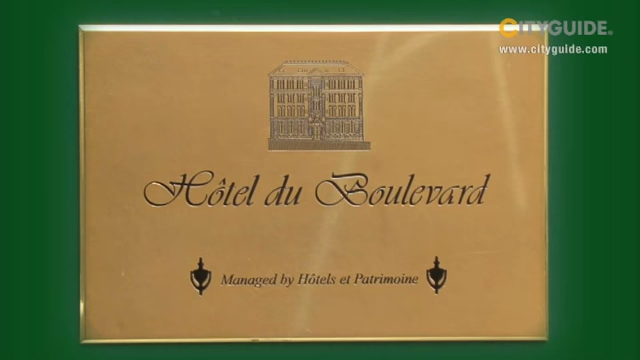 CITYGUIDE.
www.cityguide.com
Hôtel du Boulevard
Managed by Hôtels et Patrimoine